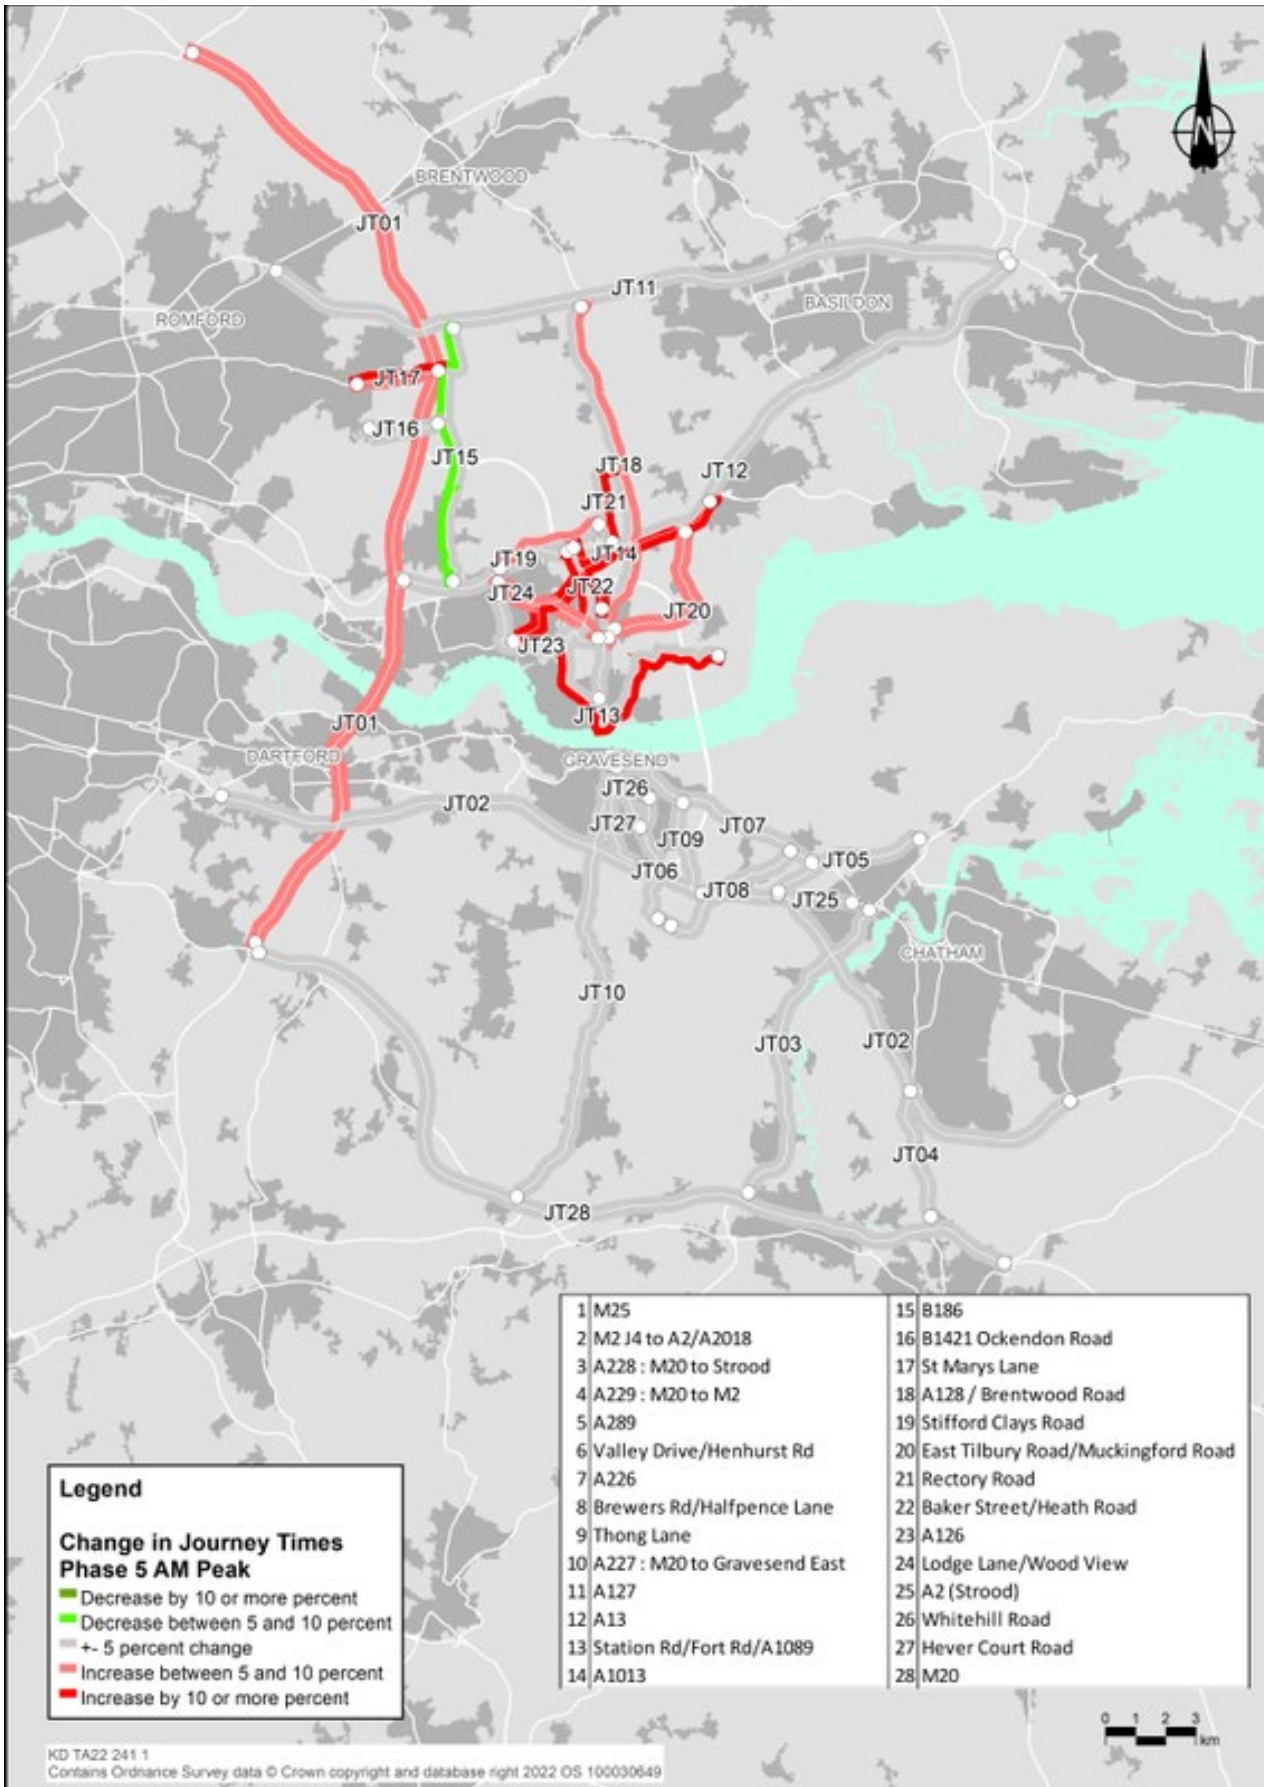 N
BRENTWOOD
JT01
JT11
BASILDON
ROMFORD
JT17
JT16
JT15
JT18
JT12
JT21
JT19
JT14
JT24
JT22
JT20
JT23
JT13
JT01
DARTFORD
GRAVESEND
JT26
JT02
JT27
JT09
JT07
JT06
JT05
JT08
JT25
CHATHAM
JT10
JT03
JT02
JT04
JT28
1 M25
2 M2 J4 to A2/A2018
3 A228 : M20 to Strood
4 A229 : M20 to M2
5 A289
6 Valley Drive/Henhurst Rd
7 A226
8 Brewers Rd/Halfpence Lane
9 Thong Lane
10 A227 : M20 to Gravesend East
11 A127
12 A13
13 Station Rd/Fort Rd/A1089
14 A1013
15 B186
16 B1421 Ockendon Road
17 St Marys Lane
18 A128 / Brentwood Road
19 Stifford Clays Road
20 East Tilbury Road/Muckingford Road
21 Rectory Road
22 Baker Street/Heath Road
23 A126
24 Lodge Lane/Wood View
25 A2 (Strood)
26 Whitehill Road
27 Hever Court Road
28 M20
Legend
Change in Journey Times
Phase 5 AM Peak
Decrease by 10 or more percent
Decrease between 5 and 10 percent
+- 5 percent change
Increase between 5 and 10 percent
Increase by 10 or more percent
0 1 2 3
km
KD TA22 241 1
Contains Ordnance Survey data © Crown copyright and database right 2022 OS 100030649